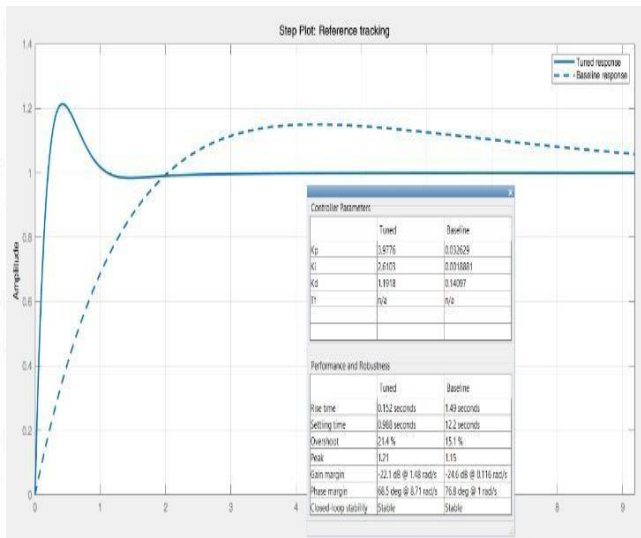 Step Plot: Reference tracking
Tuned response
Baseline response
1.4
1.2
1
0.8
0.6
0.4
0.2
0
Amplitude
0 1 2 3 4 5 6 7 8 9
Controller Parameters
Tuned Baseline
Kp 3.9776 0.032629
Ki 2.6103 0.0018881
Kd 1.1918 0.14097
Tf n/a n/a
Performance and Robustness
Tuned Baseline
Rise time 0.152 seconds 1.49 seconds
Settling time 0.988 seconds 12.2 seconds
Overshoot 21.4 % 15.1 %
Peak 1.21 1.15
Gain margin -22.1 dB @ 1.48 rad/s -24.6 dB @ 0.116 rad/s
Phase margin 68.5 deg @ 8.71 rad/s 76.8 deg @ 1 rad/s
Closed-loop stability Stable Stable